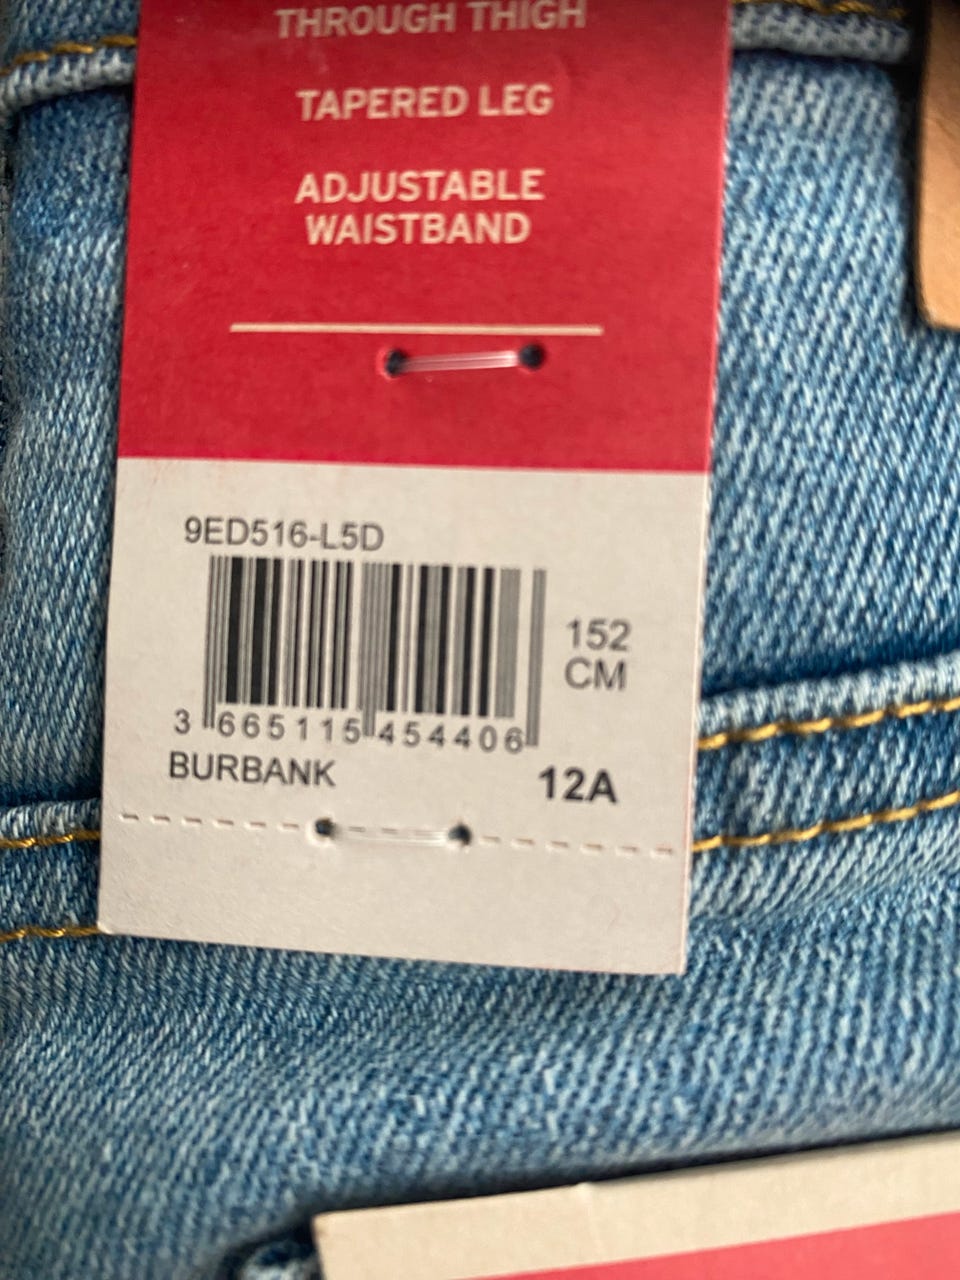 THROUGH THIGH
TAPERED LEG
ADJUSTABLE
WAISTBAND
9ED516-L5D
152
CM
3 665115 454406
BURBANK
12A